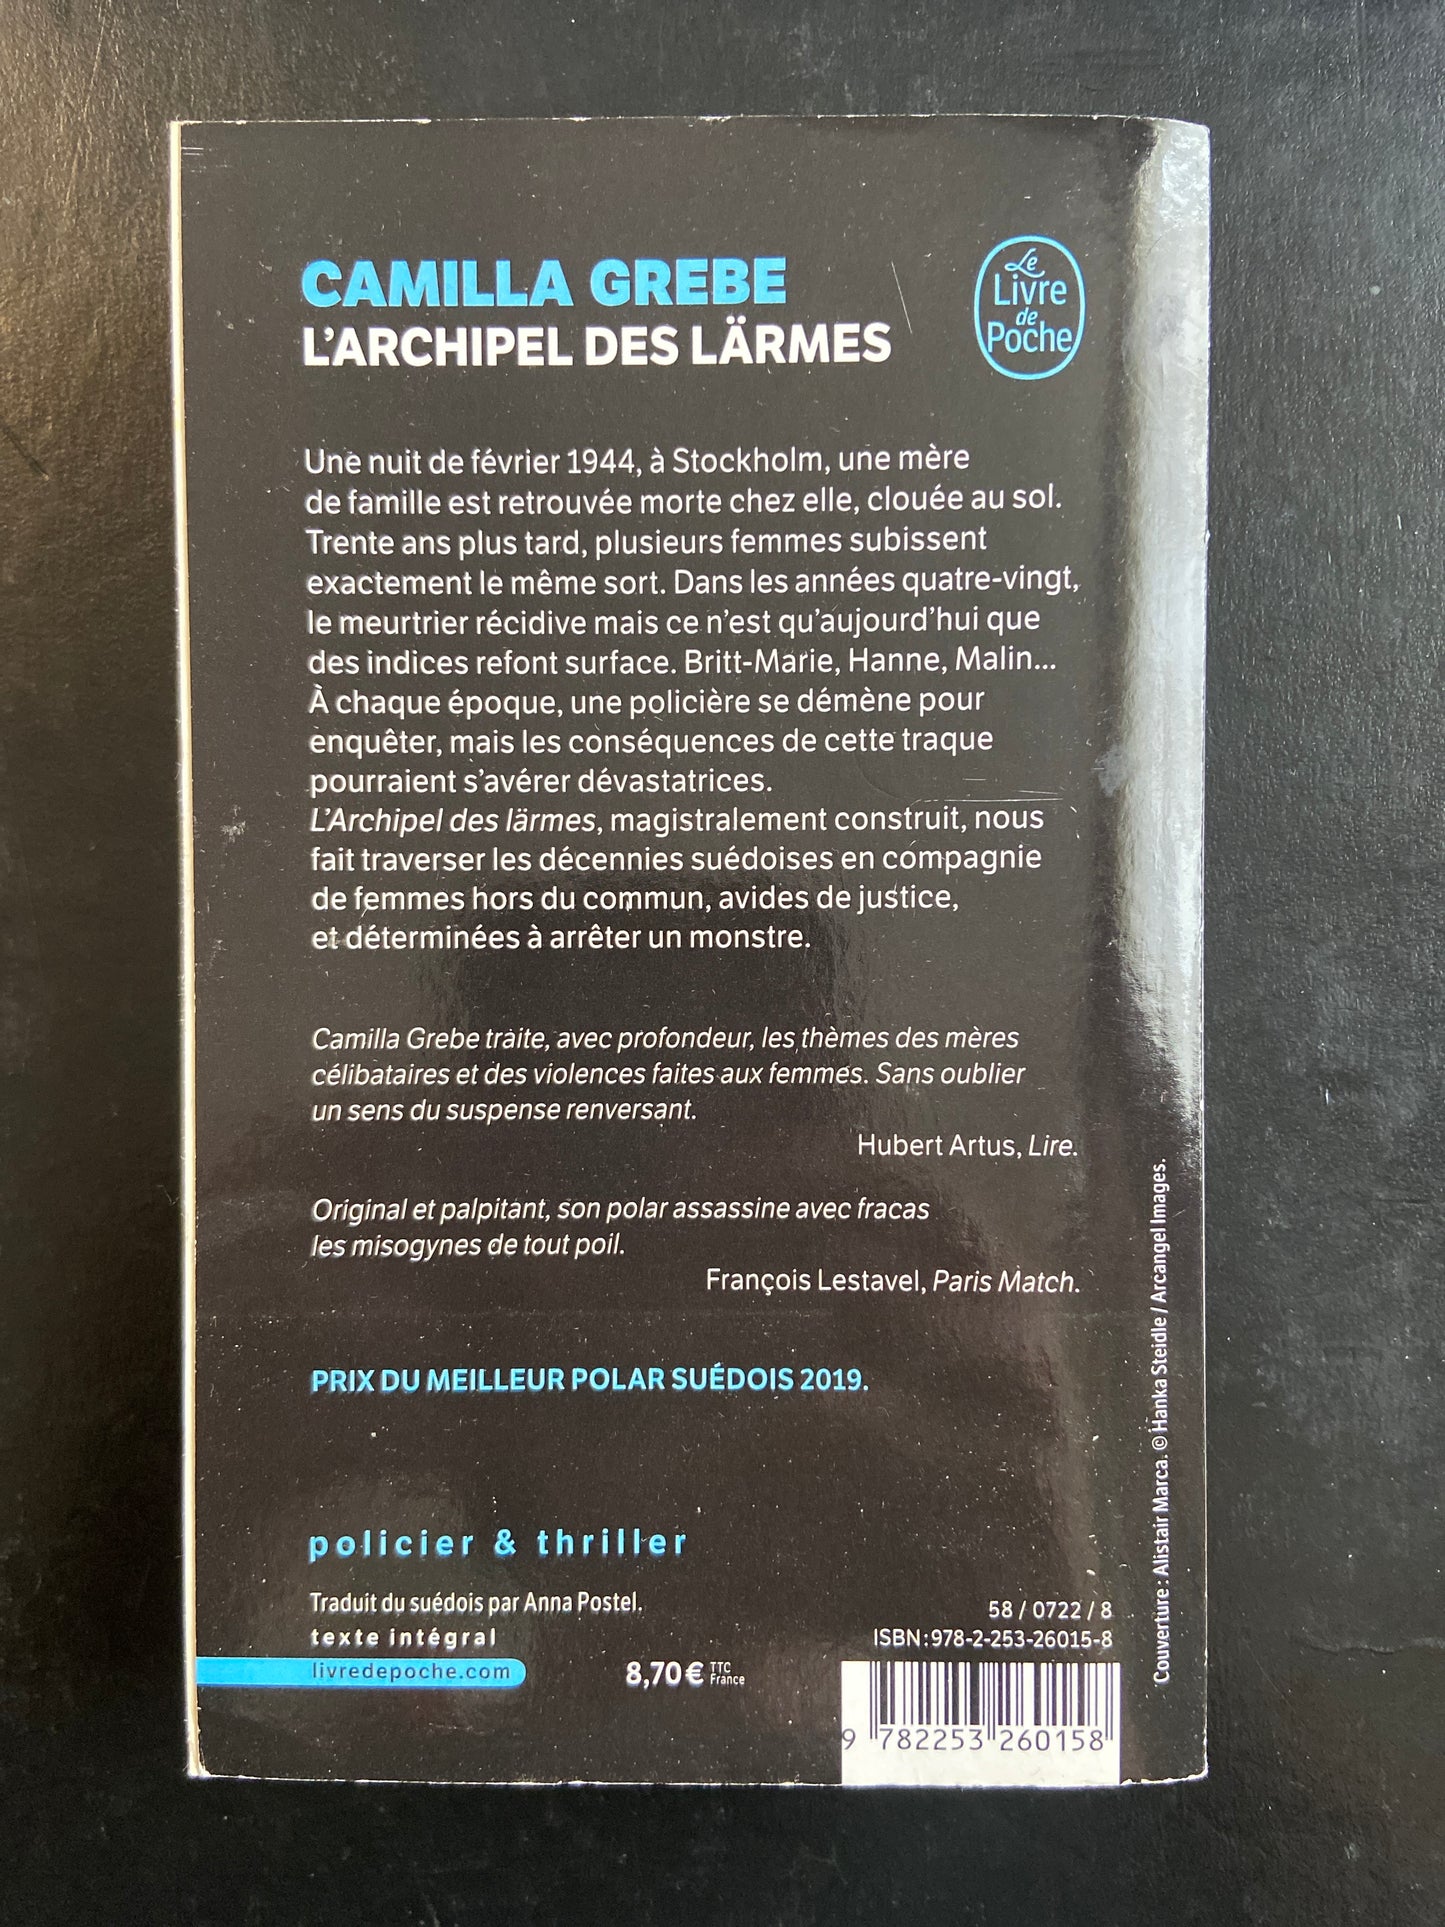 CAMILLA GREBE
L'ARCHIPEL DES LÄRMES
Le
Livre
de
Poche
Une nuit de février 1944, à Stockholm, une mère
de famille est retrouvée morte chez elle, clouée au sol.
Trente ans plus tard, plusieurs femmes subissent
exactement le même sort. Dans les années quatre-vingt,
le meurtrier récidive mais ce n'est qu'aujourd'hui que
des indices refont surface. Britt-Marie, Hanne, Malin...
À chaque époque, une policière se démène pour
enquêter, mais les conséquences de cette traque
pourraient s'avérer dévastatrices.
L'Archipel des lärmes, magistralement construit, nous
fait traverser les décennies suédoises en compagnie
de femmes hors du commun, avides de justice,
et déterminées à arrêter un monstre.
Camilla Grebe traite, avec profondeur, les thèmes des mères
célibataires et des violences faites aux femmes. Sans oublier
un sens du suspense renversant.
Hubert Artus, Lire.
Original et palpitant, son polar assassine avec fracas
les misogynes de tout poil.
François Lestavel, Paris Match.
PRIX DU MEILLEUR POLAR SUÉDOIS 2019.
policier & thriller
Traduit du suédois par Anna Postel.
texte intégral
livredepoche.com
8,70 € TTC
France
58 / 0722 / 8
ISBN : 978-2-253-26015-8
9 782253 260158
Couverture : Alistair Marca. © Hanka Steidle / Arcangel Images.